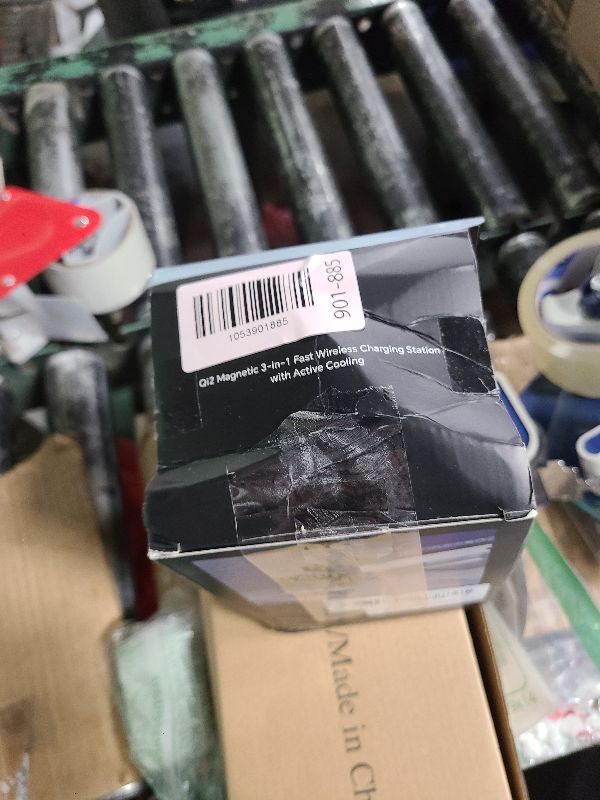 1053901885
901-885
Qi2 Magnetic 3-in-1 Fast Wireless Charging Station
with Active Cooling
/Made in Ch